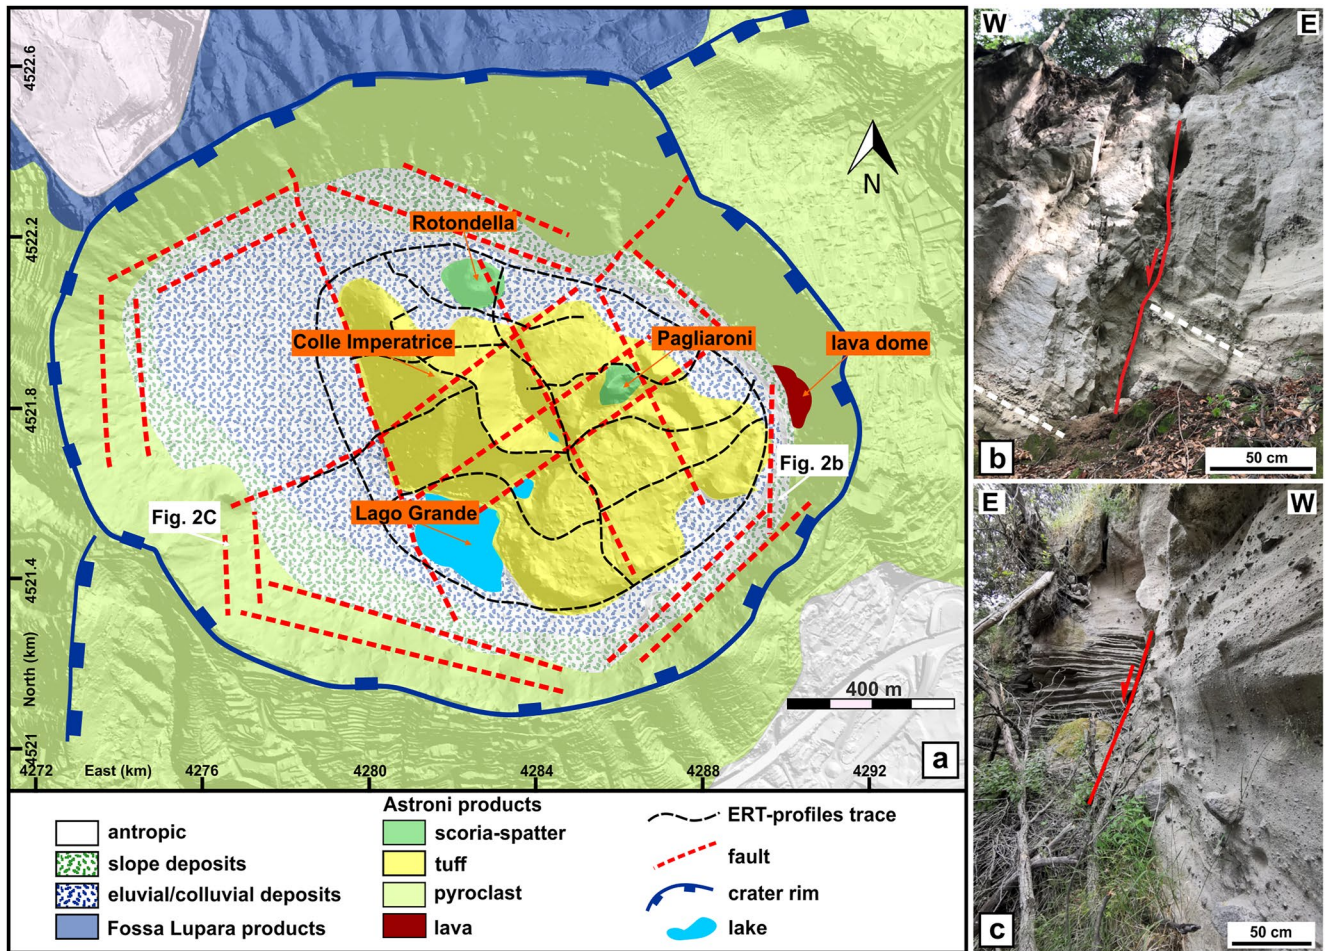 4522.6
4522.2
4521.8
4521.4
4521
North (km)
N
Rotondella
Colle Imperatrice
Pagliaroni
lava dome
Fig. 2b
Fig. 2C
Lago Grande
400 m
a
4272
East (km)
4276
4280
4284
4288
4292
antropic
slope deposits
eluvial/colluvial deposits
Fossa Lupara products
Astroni products
scoria-spatter
tuff
pyroclast
lava
ERT-profiles trace
fault
crater rim
lake
W
E
b
50 cm
E
W
c
50 cm